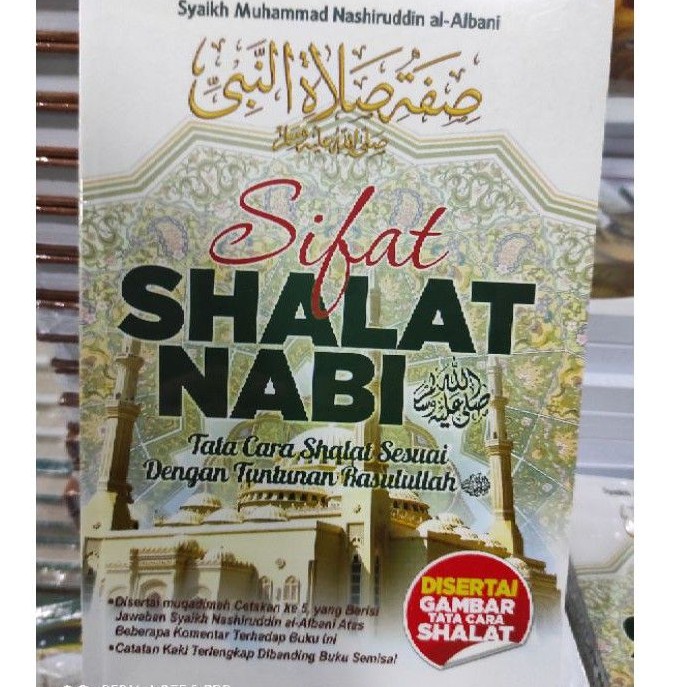 Syaikh Muhammad Nashiruddin al-Albani
صفة صلاة النبي
صلى الله عليه وسلم
Sifat
SHALAT
NABI صلى الله عليه وسلم
Tata Cara Shalat Sesuai
Dengan Tuntunan Rasulullah
DISERTAI
GAMBAR
TATA CARA
SHALAT
•Disertai muqadimah Cetakan ke 5, yang Berisi
Jawaban Syaikh Nashiruddin al-Albani Atas
Beberapa Komentar Terhadap Buku Ini
•Catatan Kaki Terlengkap Dibanding Buku Semisal